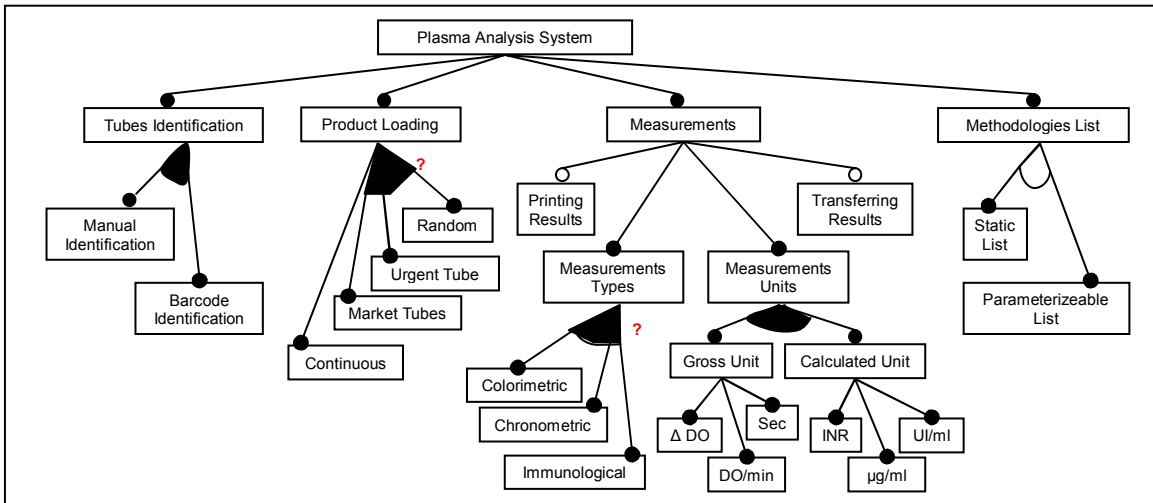 Plasma Analysis System
Tubes Identification
Product Loading
Measurements
Methodologies List
?
Manual
Identification
Barcode
Identification
Random
Urgent Tube
Market Tubes
Continuous
Printing
Results
Transferring
Results
Measurements
Types
Measurements
Units
Static
List
Parameterizeable
List
?
Colorimetric
Chronometric
Immunological
Gross Unit
Calculated Unit
Δ DO
Sec
DO/min
INR
UI/ml
µg/ml